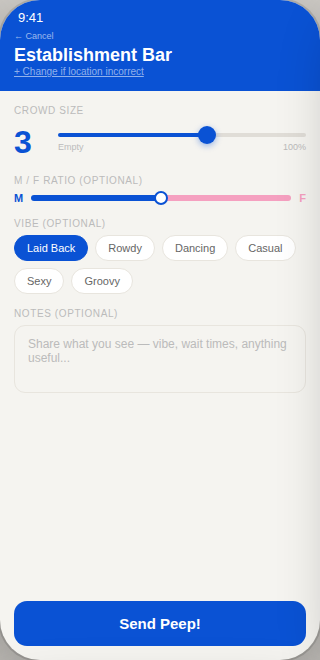 9:41
← Cancel
Establishment Bar
+ Change if location incorrect
CROWD SIZE
3
Empty 100%
M / F RATIO (OPTIONAL)
M F
VIBE (OPTIONAL)
Laid Back Rowdy Dancing Casual
Sexy Groovy
NOTES (OPTIONAL)
Share what you see — vibe, wait times, anything
useful...
Send Peep!